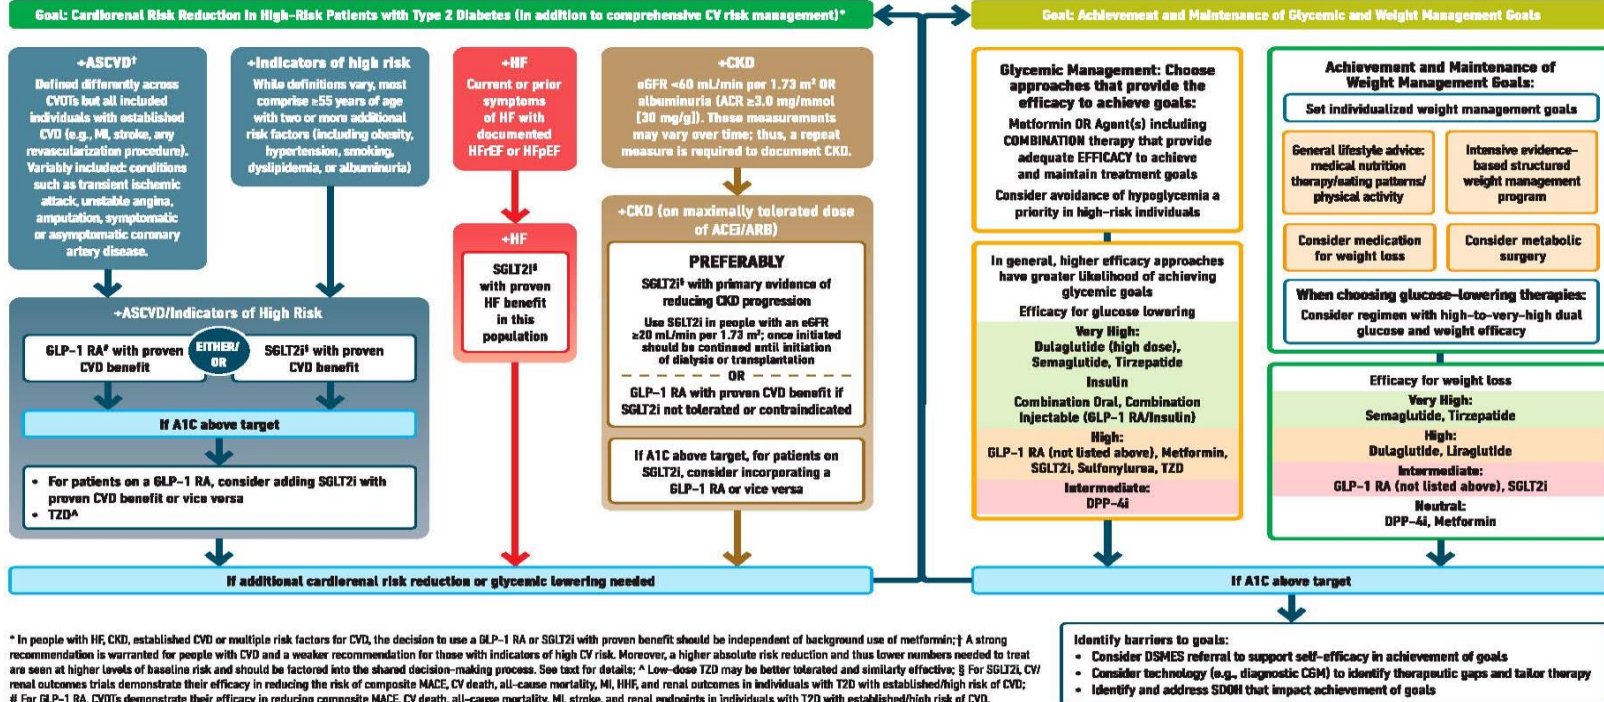 Goal: Cardiorenal Risk Reduction in High-Risk Patients with Type 2 Diabetes (in addition to comprehensive CV risk management)*
Goal: Achievement and Maintenance of Glycemic and Weight Management Goals
+ASCVD†
Defined differently across
CVOTs but all included
individuals with established
CVD (e.g., MI, stroke, any
revascularization procedure).
Variably included: conditions
such as transient ischemic
attack, unstable angina,
amputation, symptomatic
or asymptomatic coronary
artery disease.
+Indicators of high risk
While definitions vary, most
comprise ≥55 years of age
with two or more additional
risk factors (including obesity,
hypertension, smoking,
dyslipidemia, or albuminuria)
+HF
Current or prior
symptoms
of HF with
documented
HFrEF or HFpEF
+CKD
eGFR <60 mL/min per 1.73 m² OR
albuminuria (ACR ≥3.0 mg/mmol
[30 mg/g]). These measurements
may vary over time; thus, a repeat
measure is required to document CKD.
+ASCVD/Indicators of High Risk
GLP-1 RA# with proven
CVD benefit
EITHER/
OR
SGLT2i§ with proven
CVD benefit
If A1C above target
• For patients on a GLP-1 RA, consider adding SGLT2i with
proven CVD benefit or vice versa
• TZD^
+HF
SGLT2i§
with proven
HF benefit
in this
population
+CKD (on maximally tolerated dose
of ACEi/ARB)
PREFERABLY
SGLT2i§ with primary evidence of
reducing CKD progression
Use SGLT2i in people with an eGFR
≥20 mL/min per 1.73 m²; once initiated
should be continued until initiation
of dialysis or transplantation
OR
GLP-1 RA with proven CVD benefit if
SGLT2i not tolerated or contraindicated
If A1C above target, for patients on
SGLT2i, consider incorporating a
GLP-1 RA or vice versa
If additional cardiorenal risk reduction or glycemic lowering needed
Glycemic Management: Choose
approaches that provide the
efficacy to achieve goals:
Metformin OR Agent(s) including
COMBINATION therapy that provide
adequate EFFICACY to achieve
and maintain treatment goals
Consider avoidance of hypoglycemia a
priority in high-risk individuals
In general, higher efficacy approaches
have greater likelihood of achieving
glycemic goals
Efficacy for glucose lowering
Very High:
Dulaglutide (high dose),
Semaglutide, Tirzepatide
Insulin
Combination Oral, Combination
Injectable (GLP-1 RA/Insulin)
High:
GLP-1 RA (not listed above), Metformin,
SGLT2i, Sulfonylurea, TZD
Intermediate:
DPP-4i
Achievement and Maintenance of
Weight Management Goals:
Set individualized weight management goals
General lifestyle advice:
medical nutrition
therapy/eating patterns/
physical activity
Intensive evidence-
based structured
weight management
program
Consider medication
for weight loss
Consider metabolic
surgery
When choosing glucose-lowering therapies:
Consider regimen with high-to-very-high dual
glucose and weight efficacy
Efficacy for weight loss
Very High:
Semaglutide, Tirzepatide
High:
Dulaglutide, Liraglutide
Intermediate:
GLP-1 RA (not listed above), SGLT2i
Neutral:
DPP-4i, Metformin
If A1C above target
Identify barriers to goals:
• Consider DSMES referral to support self-efficacy in achievement of goals
• Consider technology (e.g., diagnostic CGM) to identify therapeutic gaps and tailor therapy
• Identify and address SDOH that impact achievement of goals
* In people with HF, CKD, established CVD or multiple risk factors for CVD, the decision to use a GLP-1 RA or SGLT2i with proven benefit should be independent of background use of metformin; † A strong
recommendation is warranted for people with CVD and a weaker recommendation for those with indicators of high CV risk. Moreover, a higher absolute risk reduction and thus lower numbers needed to treat
are seen at higher levels of baseline risk and should be factored into the shared decision-making process. See text for details; ^ Low-dose TZD may be better tolerated and similarly effective; § For SGLT2i, CV/
renal outcomes trials demonstrate their efficacy in reducing the risk of composite MACE, CV death, all-cause mortality, MI, HHF, and renal outcomes in individuals with T2D with established/high risk of CVD;
# For GLP-1 RA, CVOTs demonstrate their efficacy in reducing composite MACE, CV death, all-cause mortality, MI, stroke, and renal endpoints in individuals with T2D with established/high risk of CVD.